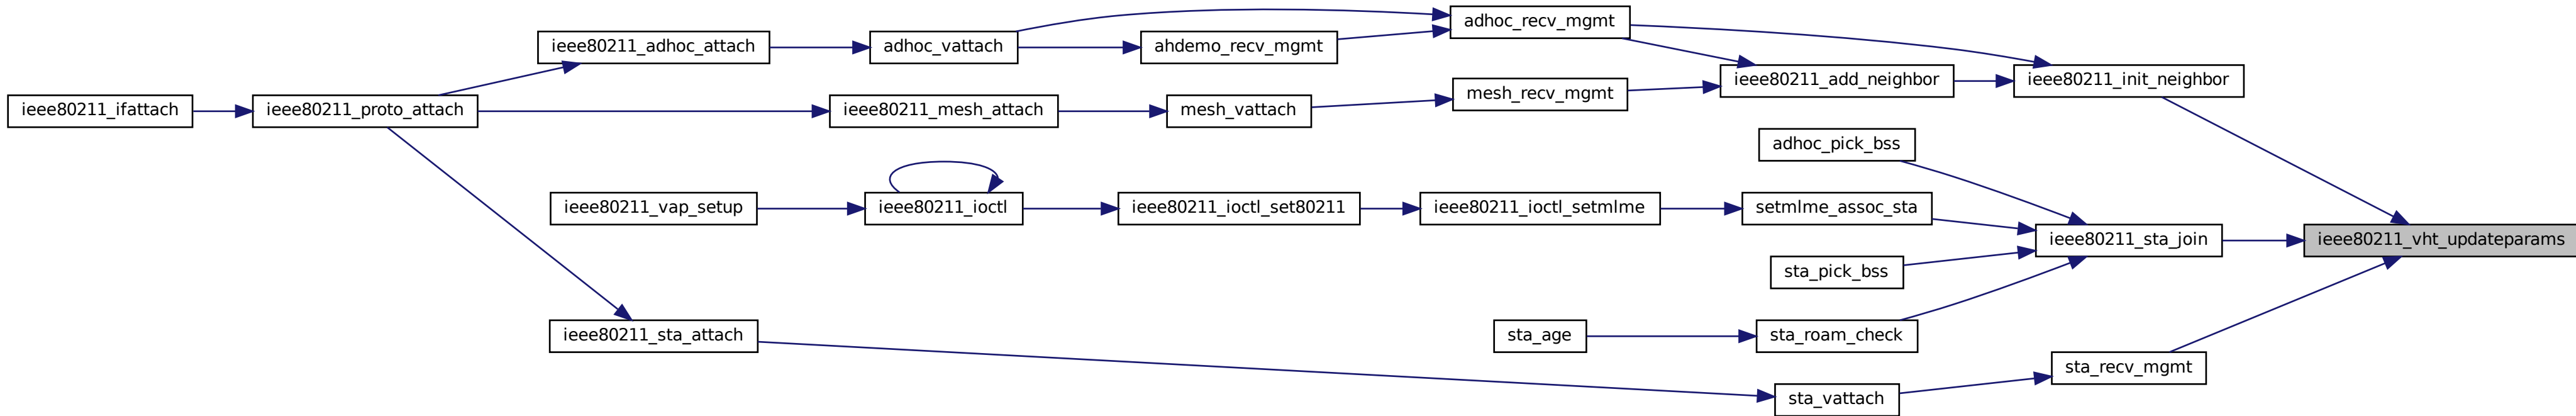 adhoc_recv_mgmt
ieee80211_adhoc_attach
adhoc_vattach
ahdemo_recv_mgmt
ieee80211_add_neighbor
ieee80211_init_neighbor
mesh_recv_mgmt
ieee80211_ifattach
ieee80211_proto_attach
ieee80211_mesh_attach
mesh_vattach
adhoc_pick_bss
ieee80211_vap_setup
ieee80211_ioctl
ieee80211_ioctl_set80211
ieee80211_ioctl_setmlme
setmlme_assoc_sta
ieee80211_sta_join
ieee80211_vht_updateparams
sta_pick_bss
ieee80211_sta_attach
sta_age
sta_roam_check
sta_recv_mgmt
sta_vattach